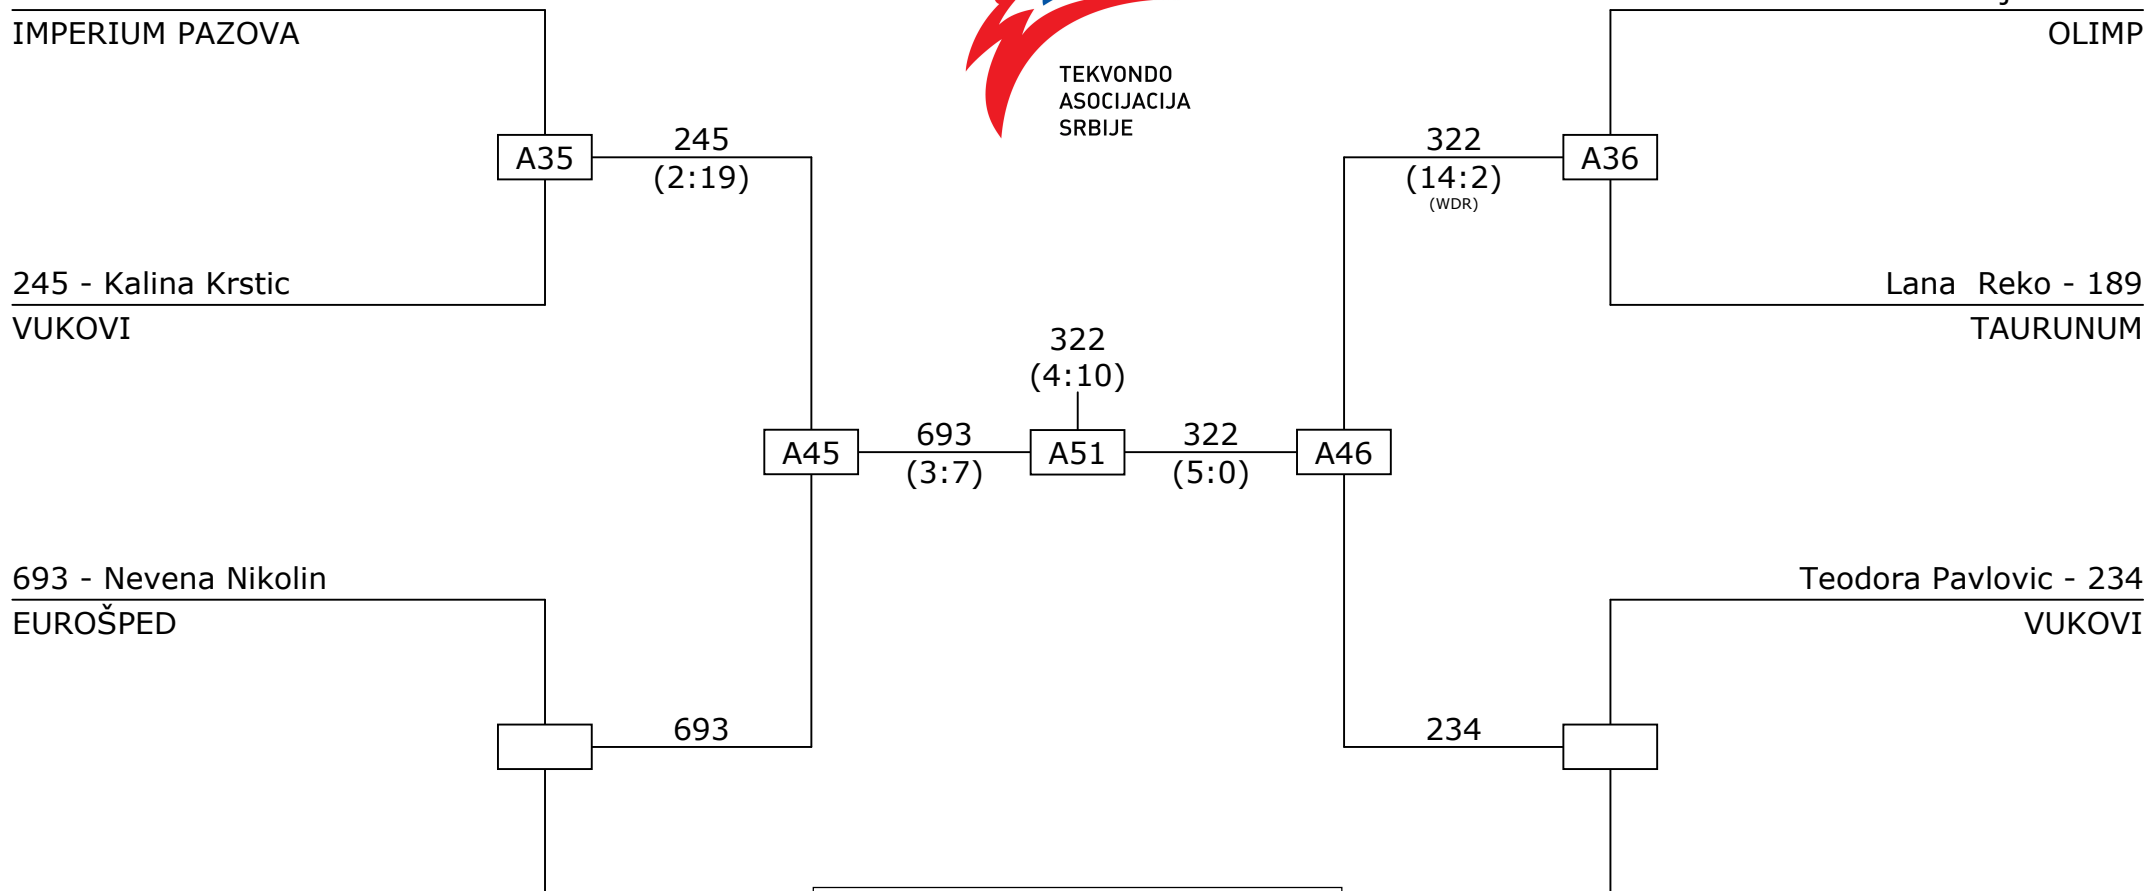 IMPERIUM PAZOVA
OLIMP
TEKVONDO
ASOCIJACIJA
SRBIJE
A35
245
(2:19)
322
(14:2)
(WDR)
A36
245 - Kalina Krstic
VUKOVI
Lana  Reko - 189
TAURUNUM
322
(4:10)
A45
693
(3:7)
A51
322
(5:0)
A46
693 - Nevena Nikolin
EUROŠPED
Teodora Pavlovic - 234
VUKOVI
693
234